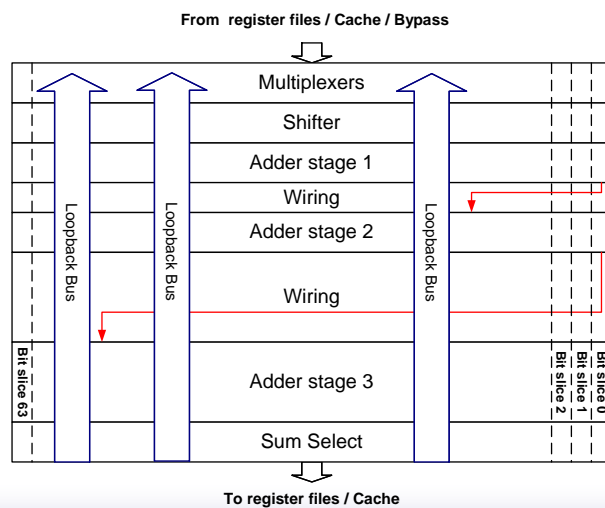 From register files / Cache / Bypass
Multiplexers
Shifter
Adder stage 1
Wiring
Adder stage 2
Wiring
Adder stage 3
Sum Select
Loopback Bus
Loopback Bus
Loopback Bus
Bit slice 63
Bit slice 2
Bit slice 1
Bit slice 0
To register files / Cache